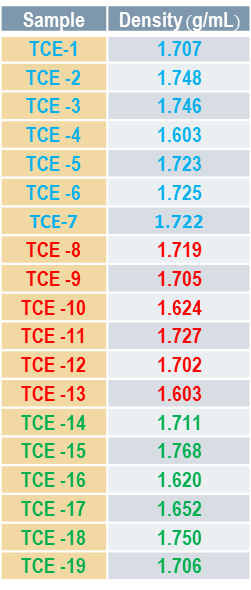 Sample Density (g/mL)
TCE-1 1.707
TCE -2 1.748
TCE -3 1.746
TCE -4 1.603
TCE -5 1.723
TCE -6 1.725
TCE-7 1.722
TCE -8 1.719
TCE -9 1.705
TCE -10 1.624
TCE -11 1.727
TCE -12 1.702
TCE -13 1.603
TCE -14 1.711
TCE -15 1.768
TCE -16 1.620
TCE -17 1.652
TCE -18 1.750
TCE -19 1.706